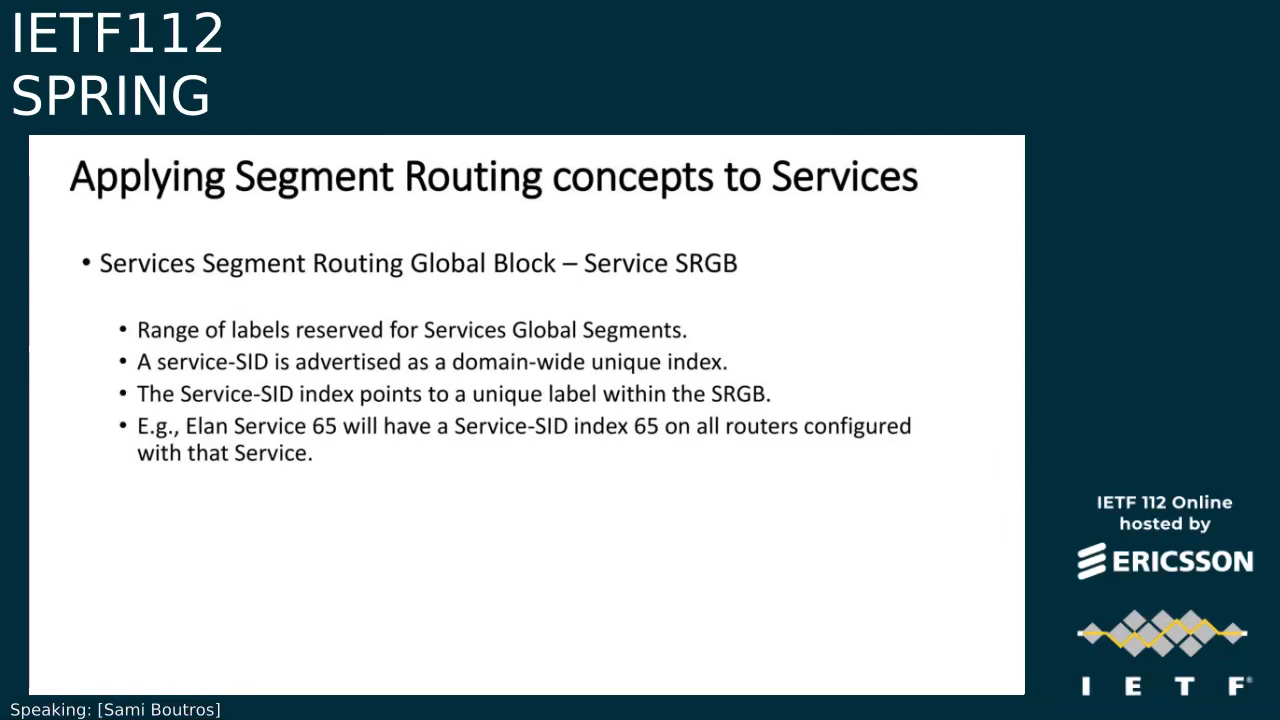 IETF112
SPRING
Applying Segment Routing concepts to Services
• Services Segment Routing Global Block – Service SRGB
• Range of labels reserved for Services Global Segments.
• A service-SID is advertised as a domain-wide unique index.
• The Service-SID index points to a unique label within the SRGB.
• E.g., Elan Service 65 will have a Service-SID index 65 on all routers configured
with that Service.
IETF 112 Online
hosted by
ERICSSON
I E T F®
Speaking: [Sami Boutros]